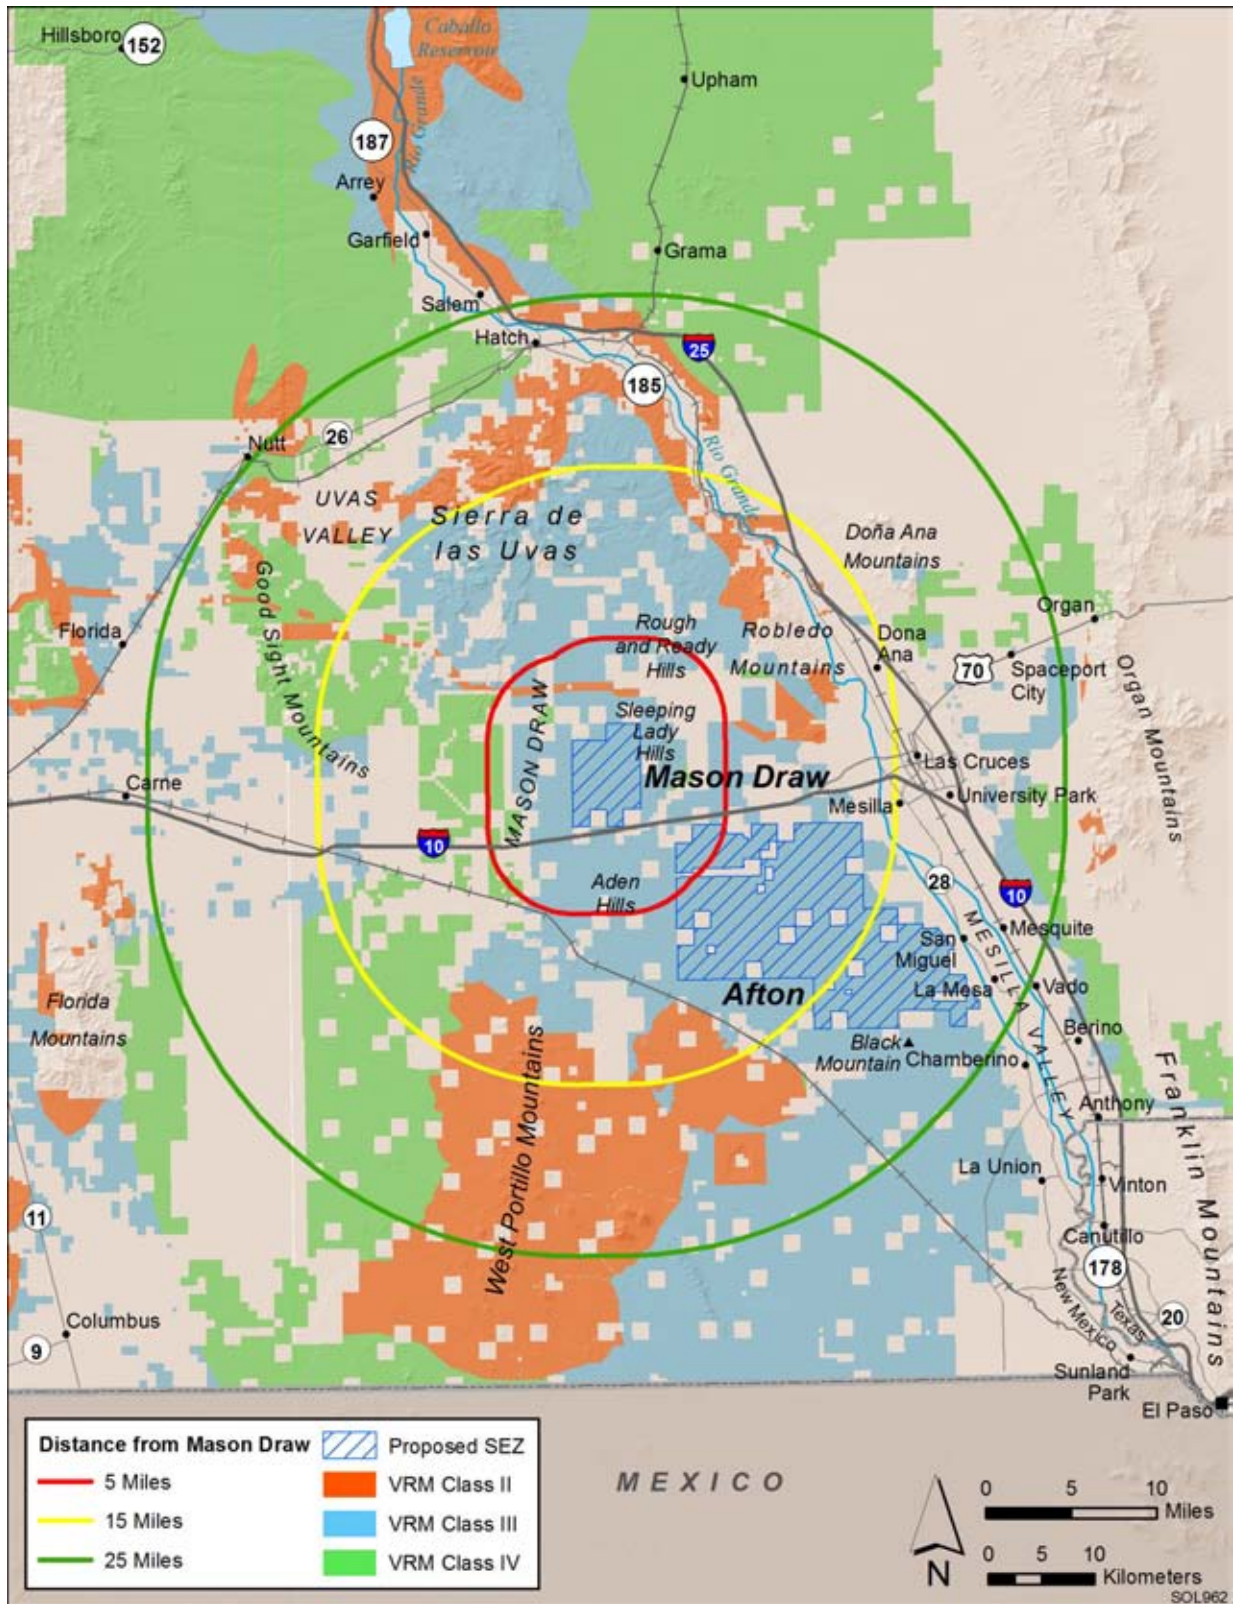 Hillsboro
152
Caballo
Reservoir
Upham
187
Rio Grande
Arrey
Garfield
Grama
Salem
Hatch
25
185
Nutt
26
Rio Grande
UVAS
VALLEY
Sierra de
las Uvas
Doña Ana
Mountains
Good Sight Mountains
Florida
Organ
Rough
and Ready
Hills
Robledo
Mountains
Dona
Ana
70
Spaceport
City
Organ Mountains
MASON DRAW
Sleeping
Lady
Hills
Mason Draw
Las Cruces
Carne
Mesilla
University Park
10
Aden
Hills
28
10
MESILLA VALLEY
Mesquite
San
Miguel
La Mesa
Vado
Afton
Florida
Mountains
Black
Mountain
Berino
Chamberino
West Portillo Mountains
Franklin Mountains
Anthony
La Union
Vinton
11
Canutillo
178
New Mexico
Texas
20
Columbus
9
Sunland
Park
El Paso
MEXICO
Distance from Mason Draw
5 Miles
15 Miles
25 Miles
Proposed SEZ
VRM Class II
VRM Class III
VRM Class IV
N
0 5 10
Miles
0 5 10
Kilometers
SOL962